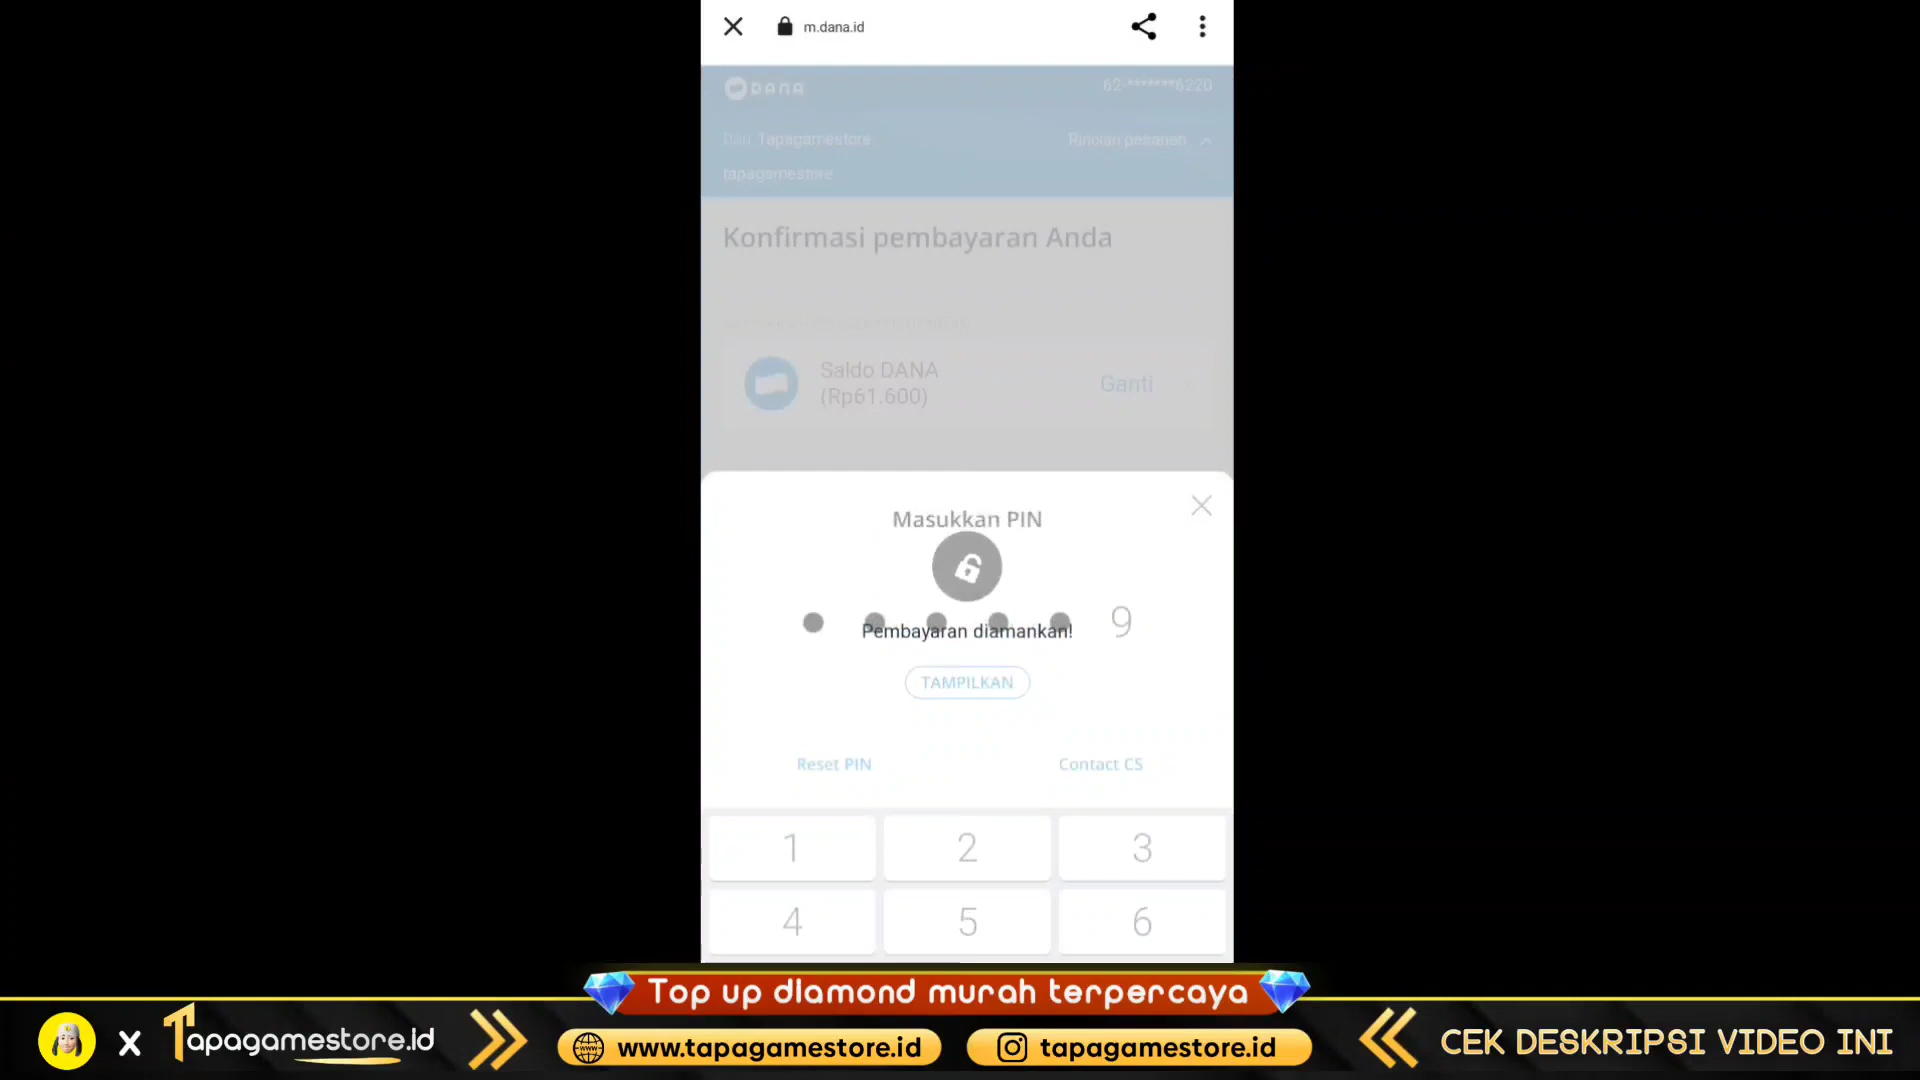 m.dana.id
DANA
62-*******6220
Dari Tapagamestore
Rincian pesanan
tapagamestore
Konfirmasi pembayaran Anda
Saldo DANA
(Rp61.600)
Ganti
Masukkan PIN
9
Pembayaran diamankan!
TAMPILKAN
Reset PIN
Contact CS
1 2 3
4 5 6
Top up diamond murah terpercaya
X Tapagamestore.id
www.tapagamestore.id
tapagamestore.id
CEK DESKRIPSI VIDEO INI